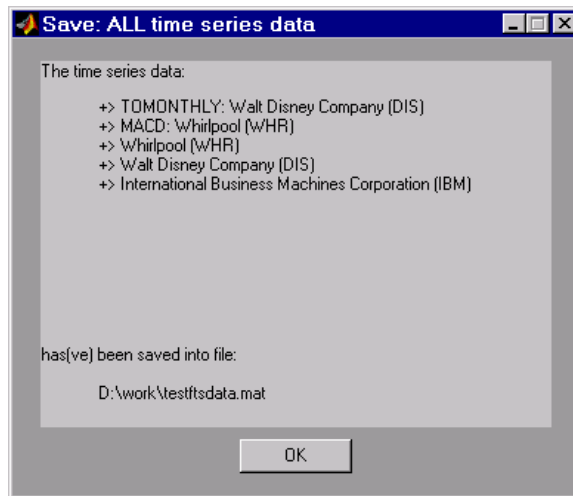 Save: ALL time series data
The time series data:
+> TOMONTHLY: Walt Disney Company (DIS)
+> MACD: Whirlpool (WHR)
+> Whirlpool (WHR)
+> Walt Disney Company (DIS)
+> International Business Machines Corporation (IBM)
has(ve) been saved into file:
D:\work\testftsdata.mat
OK